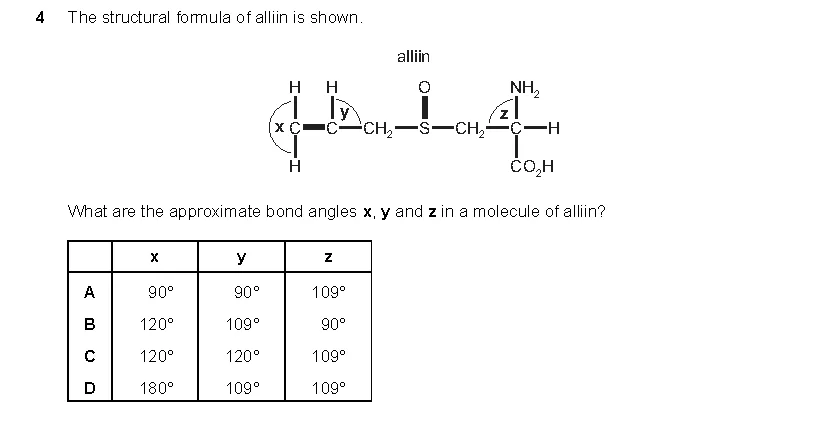 4 The structural formula of alliin is shown.
alliin
H H O NH₂
x y z
C C CH₂ S CH₂ C H
H CO₂H
What are the approximate bond angles x, y and z in a molecule of alliin?
x y z
A 90° 90° 109°
B 120° 109° 90°
C 120° 120° 109°
D 180° 109° 109°